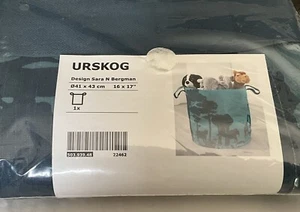 URSKOG
Design Sara N Bergman
Ø41 x 43 cm 16 x 17"
1x
22462